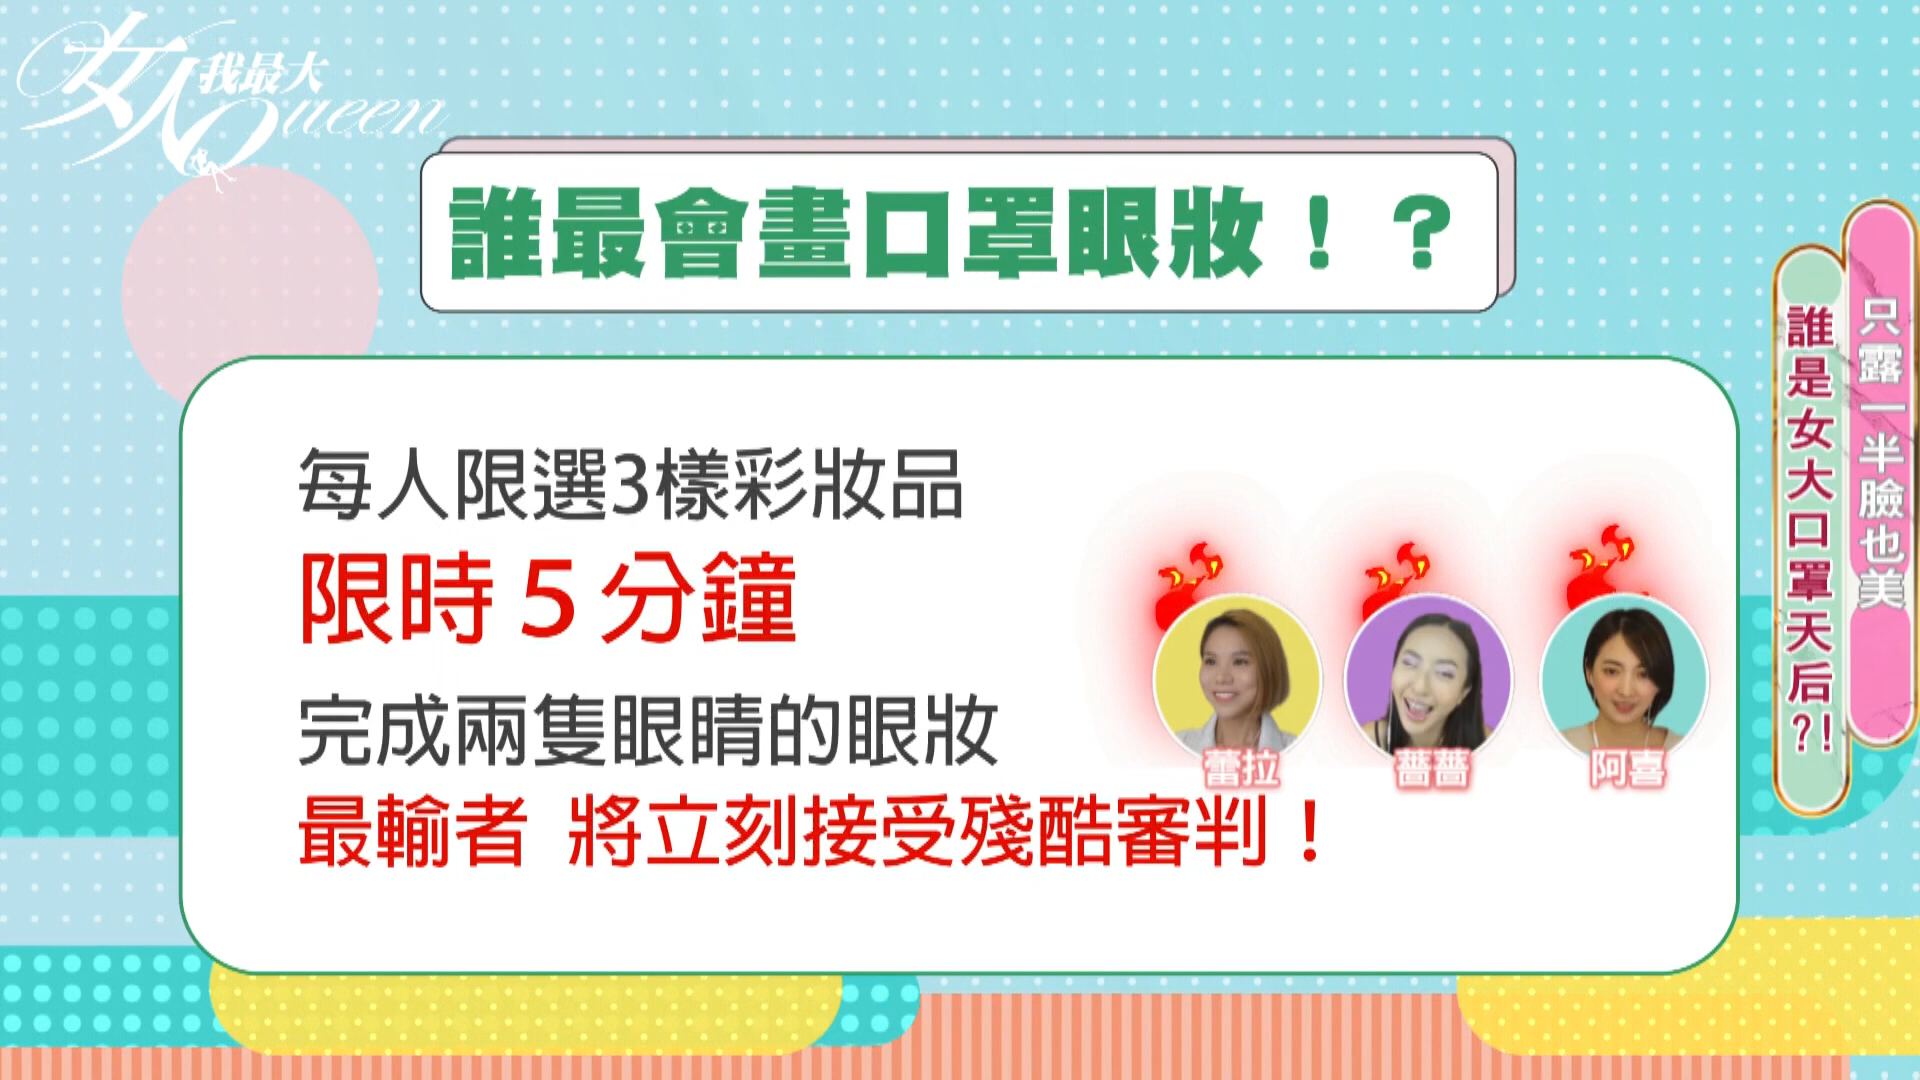 女人我最大
Queen
誰最會畫口罩眼妝！？
每人限選3樣彩妝品
限時5分鐘
完成兩隻眼睛的眼妝
最輸者 將立刻接受殘酷審判！
蕾拉
薔薔
阿喜
只露一半臉也美
誰是女大口罩天后?!